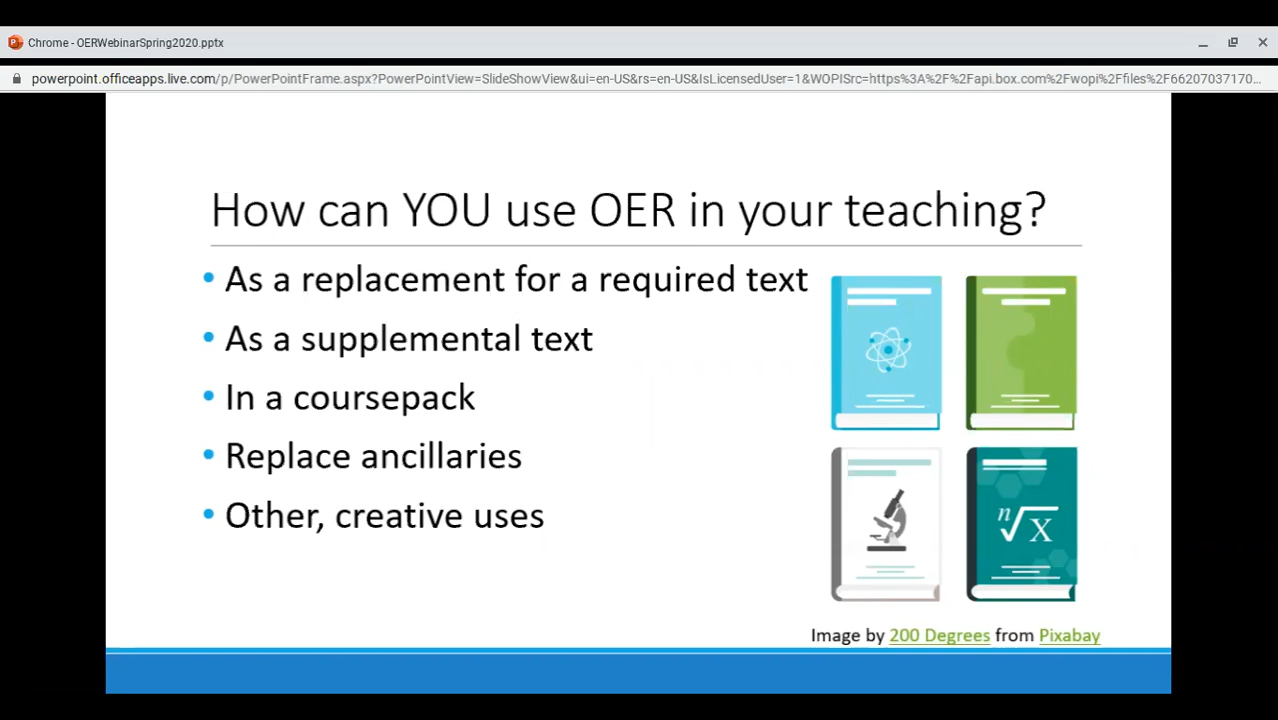 Chrome - OERWebinarSpring2020.pptx
powerpoint.officeapps.live.com/p/PowerPointFrame.aspx?PowerPointView=SlideShowView&ui=en-US&rs=en-US&IsLicensedUser=1&WOPISrc=https%3A%2F%2Fapi.box.com%2Fwopi%2Ffiles%2F66207037170...
How can YOU use OER in your teaching?
• As a replacement for a required text
• As a supplemental text
• In a coursepack
• Replace ancillaries
• Other, creative uses
n√X
Image by 200 Degrees from Pixabay